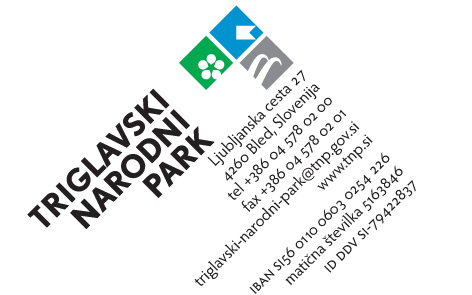 TRIGLAVSKI
NARODNI
PARK
Ljubljanska cesta 27
4260 Bled, Slovenija
tel +386 04 578 02 00
fax +386 04 578 02 01
triglavski-narodni-park@tnp.gov.si
www.tnp.si
IBAN SI56 0110 0603 0254 226
matična številka 5163846
ID DDV SI-79422837